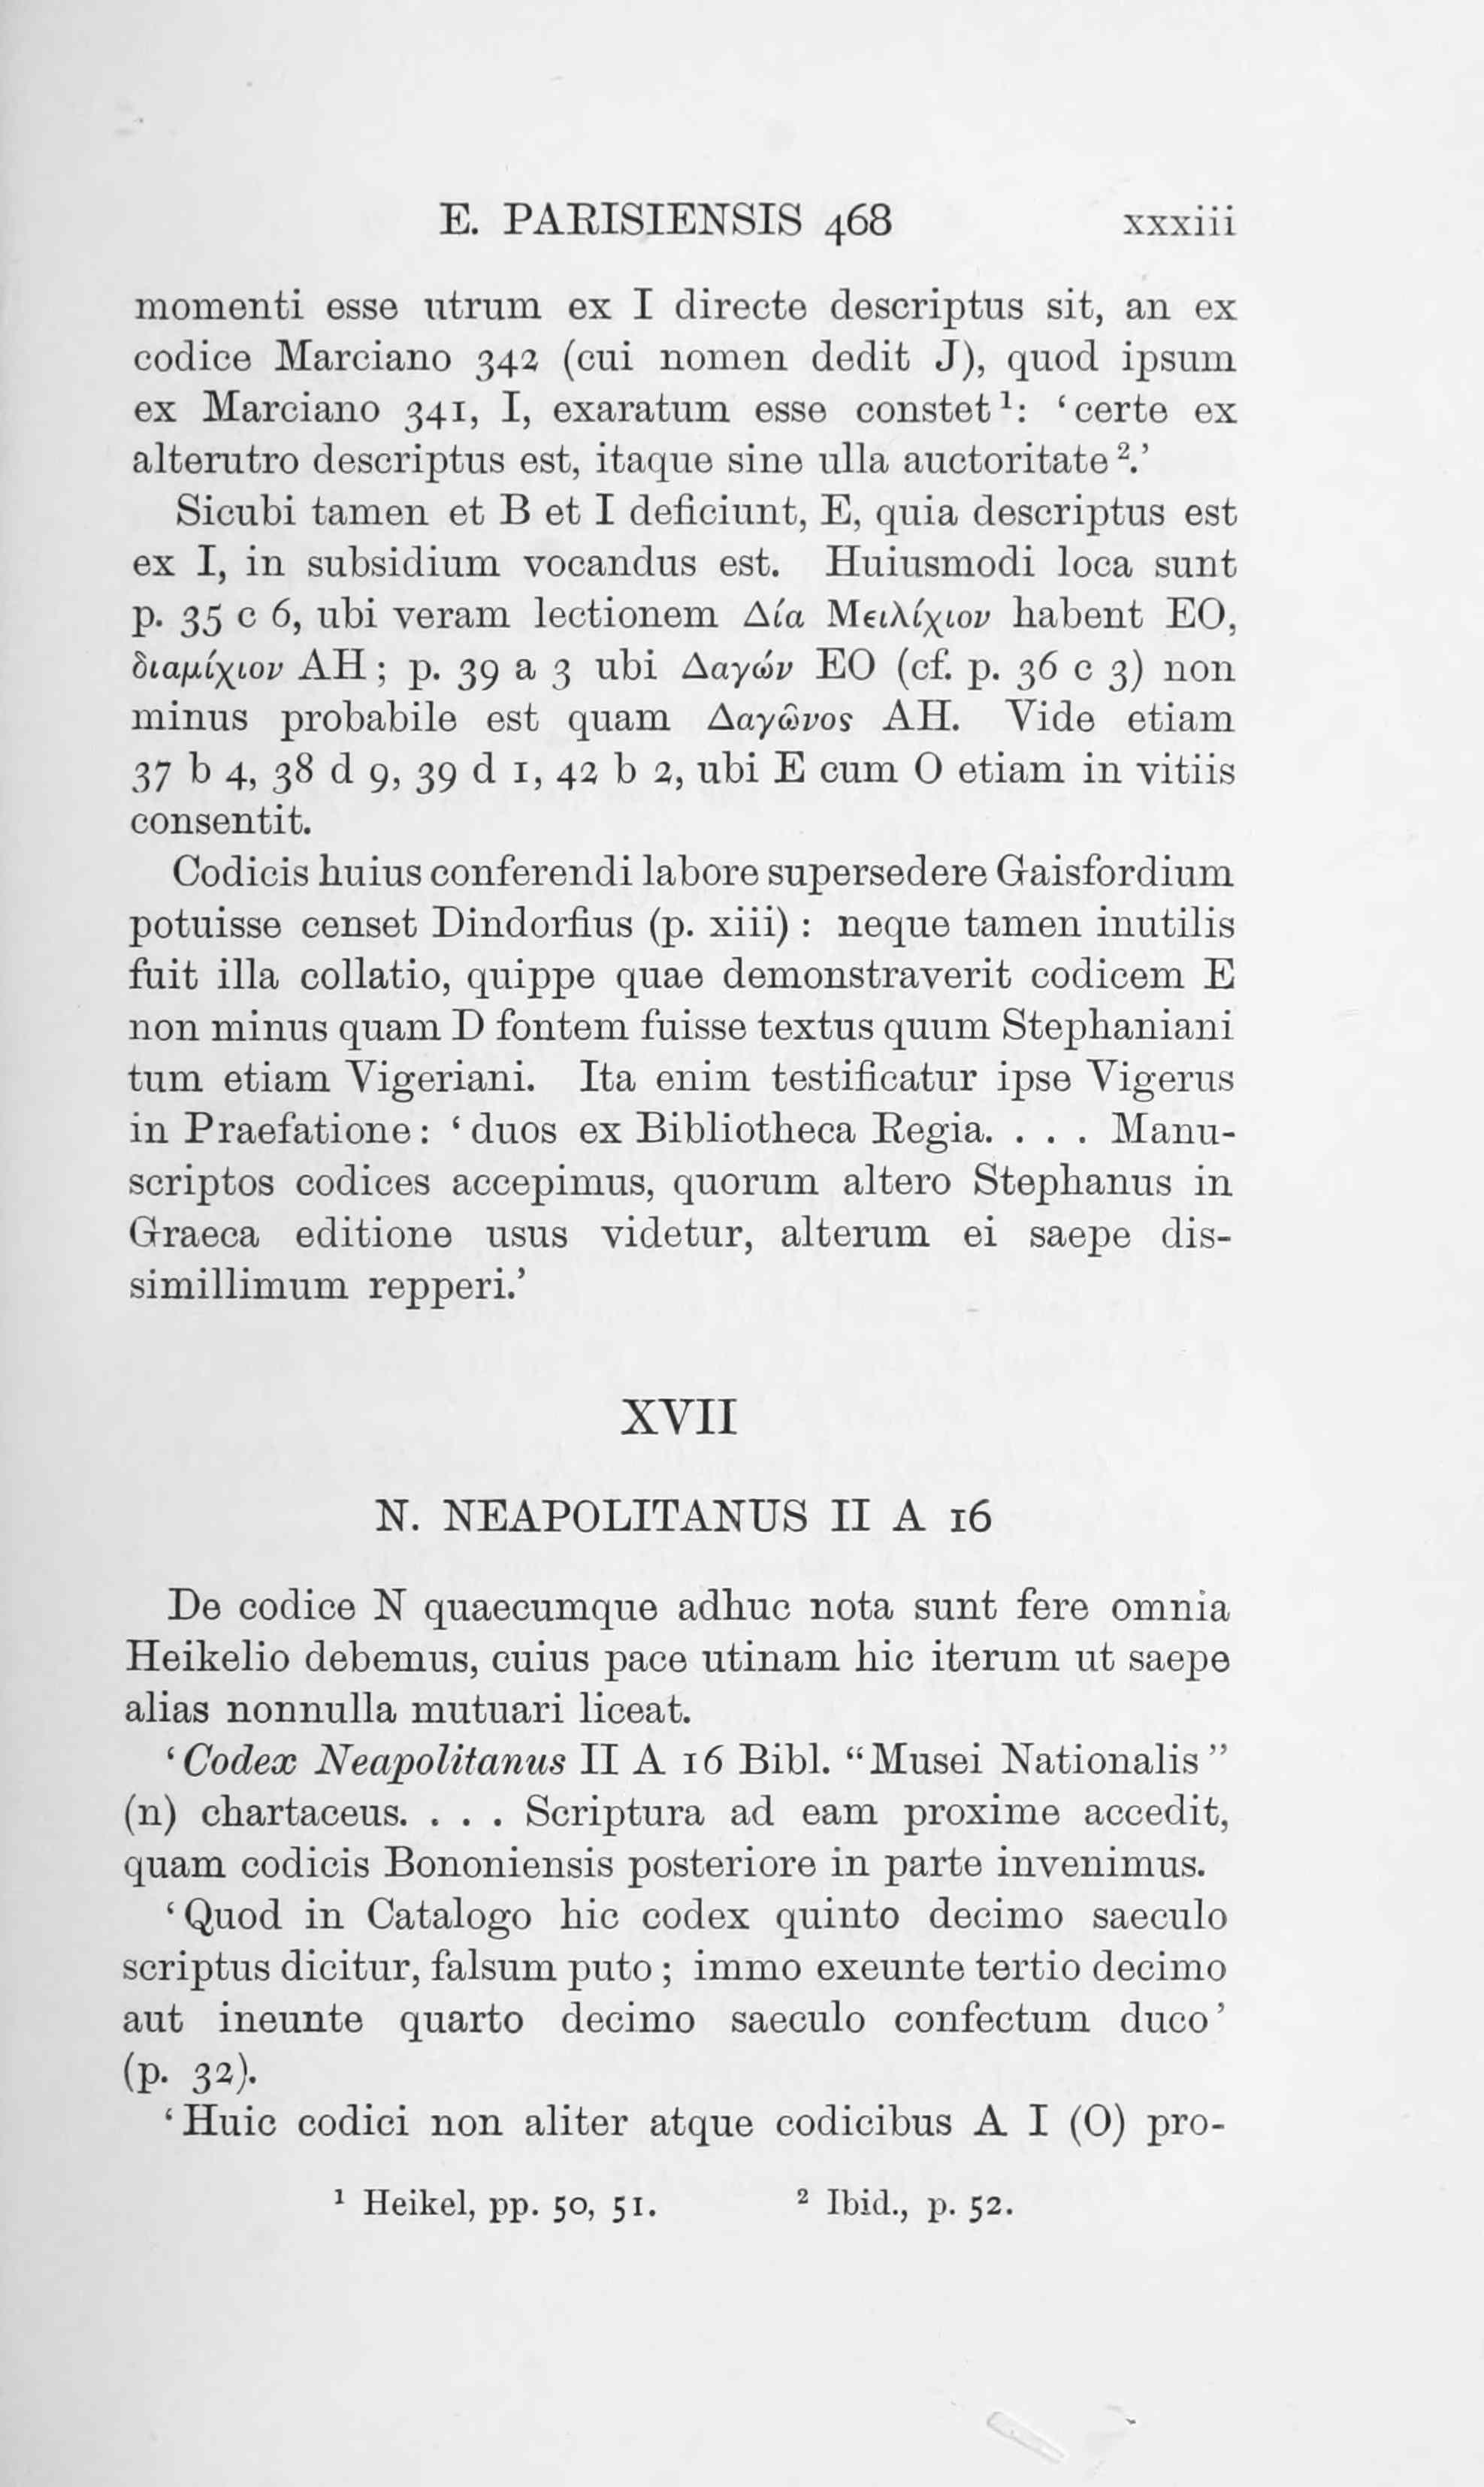 E. PARISIENSIS 468 xxxiii
momenti esse utrum ex I directe descriptus sit, an ex
codice Marciano 342 (cui nomen dedit J), quod ipsum
ex Marciano 341, I, exaratum esse constet¹: ‘certe ex
alterutro descriptus est, itaque sine ulla auctoritate².’
Sicubi tamen et B et I deficiunt, E, quia descriptus est
ex I, in subsidium vocandus est. Huiusmodi loca sunt
p. 35 c 6, ubi veram lectionem Δία Μειλίχιον habent EO,
διαμίχιον AH; p. 39 a 3 ubi Δαγών EO (cf. p. 36 c 3) non
minus probabile est quam Δαγῶνος AH. Vide etiam
37 b 4, 38 d 9, 39 d 1, 42 b 2, ubi E cum O etiam in vitiis
consentit.
Codicis huius conferendi labore supersedere Gaisfordium
potuisse censet Dindorfius (p. xiii): neque tamen inutilis
fuit illa collatio, quippe quae demonstraverit codicem E
non minus quam D fontem fuisse textus quum Stephaniani
tum etiam Vigeriani. Ita enim testificatur ipse Vigerus
in Praefatione: ‘duos ex Bibliotheca Regia. . . . Manu-
scriptos codices accepimus, quorum altero Stephanus in
Graeca editione usus videtur, alterum ei saepe dis-
simillimum repperi.’
XVII
N. NEAPOLITANUS II A 16
De codice N quaecumque adhuc nota sunt fere omnia
Heikelio debemus, cuius pace utinam hic iterum ut saepe
alias nonnulla mutuari liceat.
‘Codex Neapolitanus II A 16 Bibl. “Musei Nationalis”
(n) chartaceus. . . . Scriptura ad eam proxime accedit,
quam codicis Bononiensis posteriore in parte invenimus.
‘Quod in Catalogo hic codex quinto decimo saeculo
scriptus dicitur, falsum puto; immo exeunte tertio decimo
aut ineunte quarto decimo saeculo confectum duco’
(p. 32).
‘Huic codici non aliter atque codicibus A I (O) pro-
¹ Heikel, pp. 50, 51. ² Ibid., p. 52.